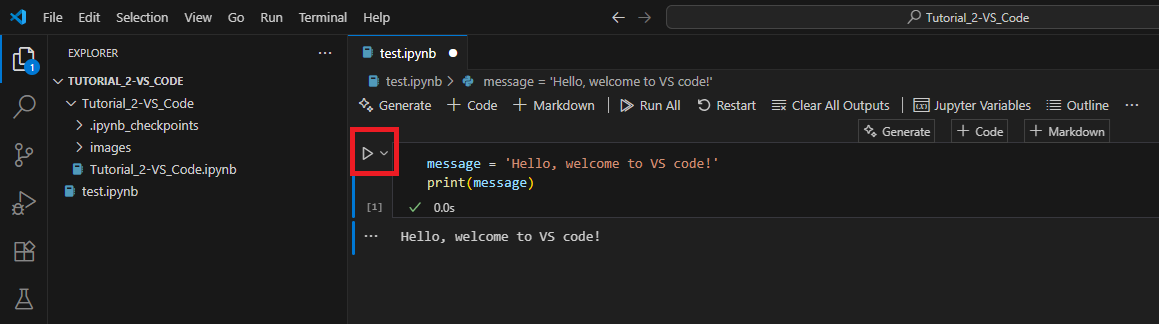 File Edit Selection View Go Run Terminal Help
Tutorial_2-VS_Code
1
EXPLORER
TUTORIAL_2-VS_CODE
Tutorial_2-VS_Code
.ipynb_checkpoints
images
Tutorial_2-VS_Code.ipynb
test.ipynb
test.ipynb
test.ipynb > message = 'Hello, welcome to VS code!'
Generate + Code + Markdown Run All Restart Clear All Outputs Jupyter Variables Outline ...
Generate + Code + Markdown
message = 'Hello, welcome to VS code!'
print(message)
[1] ✓ 0.0s
Hello, welcome to VS code!